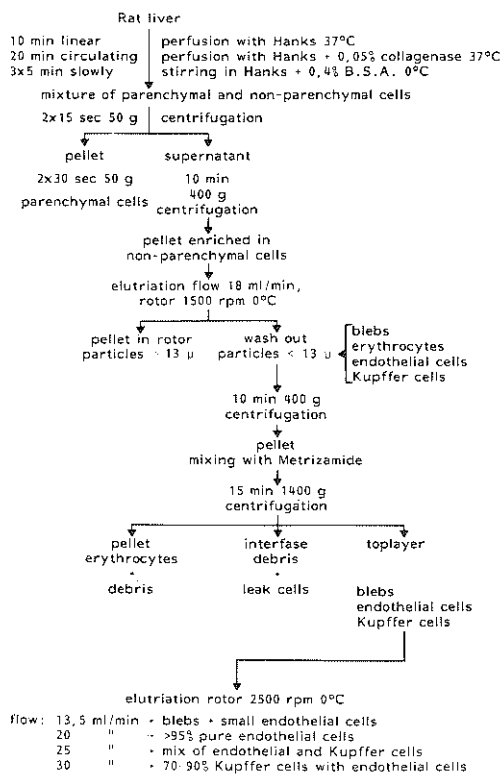 Rat liver
10 min linear perfusion with Hanks 37°C
20 min circulating perfusion with Hanks + 0,05% collagenase 37°C
3x5 min slowly stirring in Hanks + 0,4% B.S.A. 0°C
mixture of parenchymal and non-parenchymal cells
2x15 sec 50 g centrifugation
pellet supernatant
2x30 sec 50 g 10 min
parenchymal cells 400 g
centrifugation
pellet enriched in
non-parenchymal cells
elutriation flow 18 ml/min,
rotor 1500 rpm 0°C
pellet in rotor wash out
particles > 13 µ particles < 13 µ
blebs
erythrocytes
endothelial cells
Kupffer cells
10 min 400 g
centrifugation
pellet
mixing with Metrizamide
15 min 1400 g
centrifugation
pellet interfase toplayer
erythrocytes debris
+ +
debris leak cells
blebs
endothelial cells
Kupffer cells
elutriation rotor 2500 rpm 0°C
flow: 13,5 ml/min → blebs + small endothelial cells
20 " → >95% pure endothelial cells
25 " → mix of endothelial and Kupffer cells
30 " → 70-90% Kupffer cells with endothelial cells